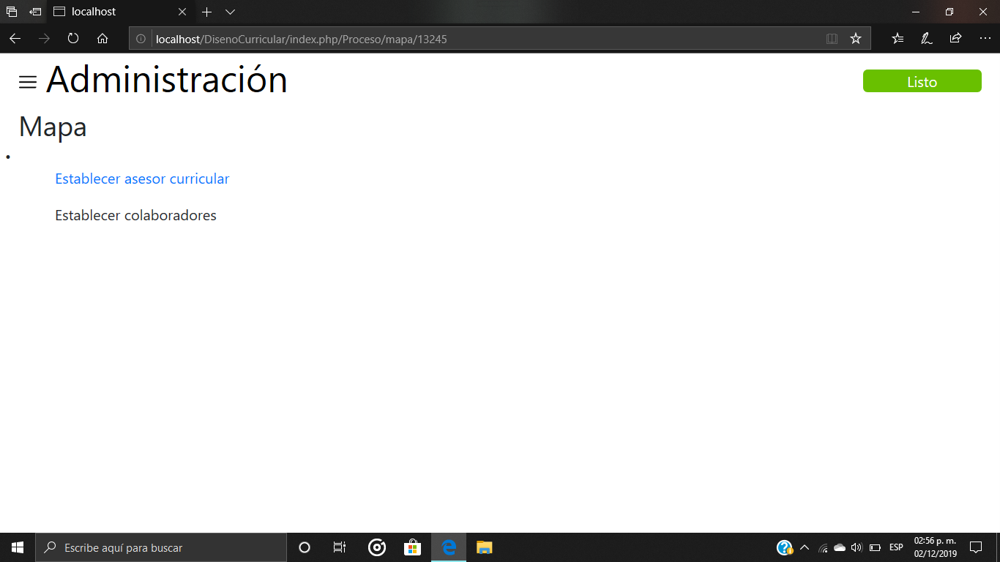 localhost
localhost/DisenoCurricular/index.php/Proceso/mapa/13245
Administración
Listo
Mapa
Establecer asesor curricular
Establecer colaboradores
Escribe aquí para buscar
ESP
02:56 p. m.
02/12/2019